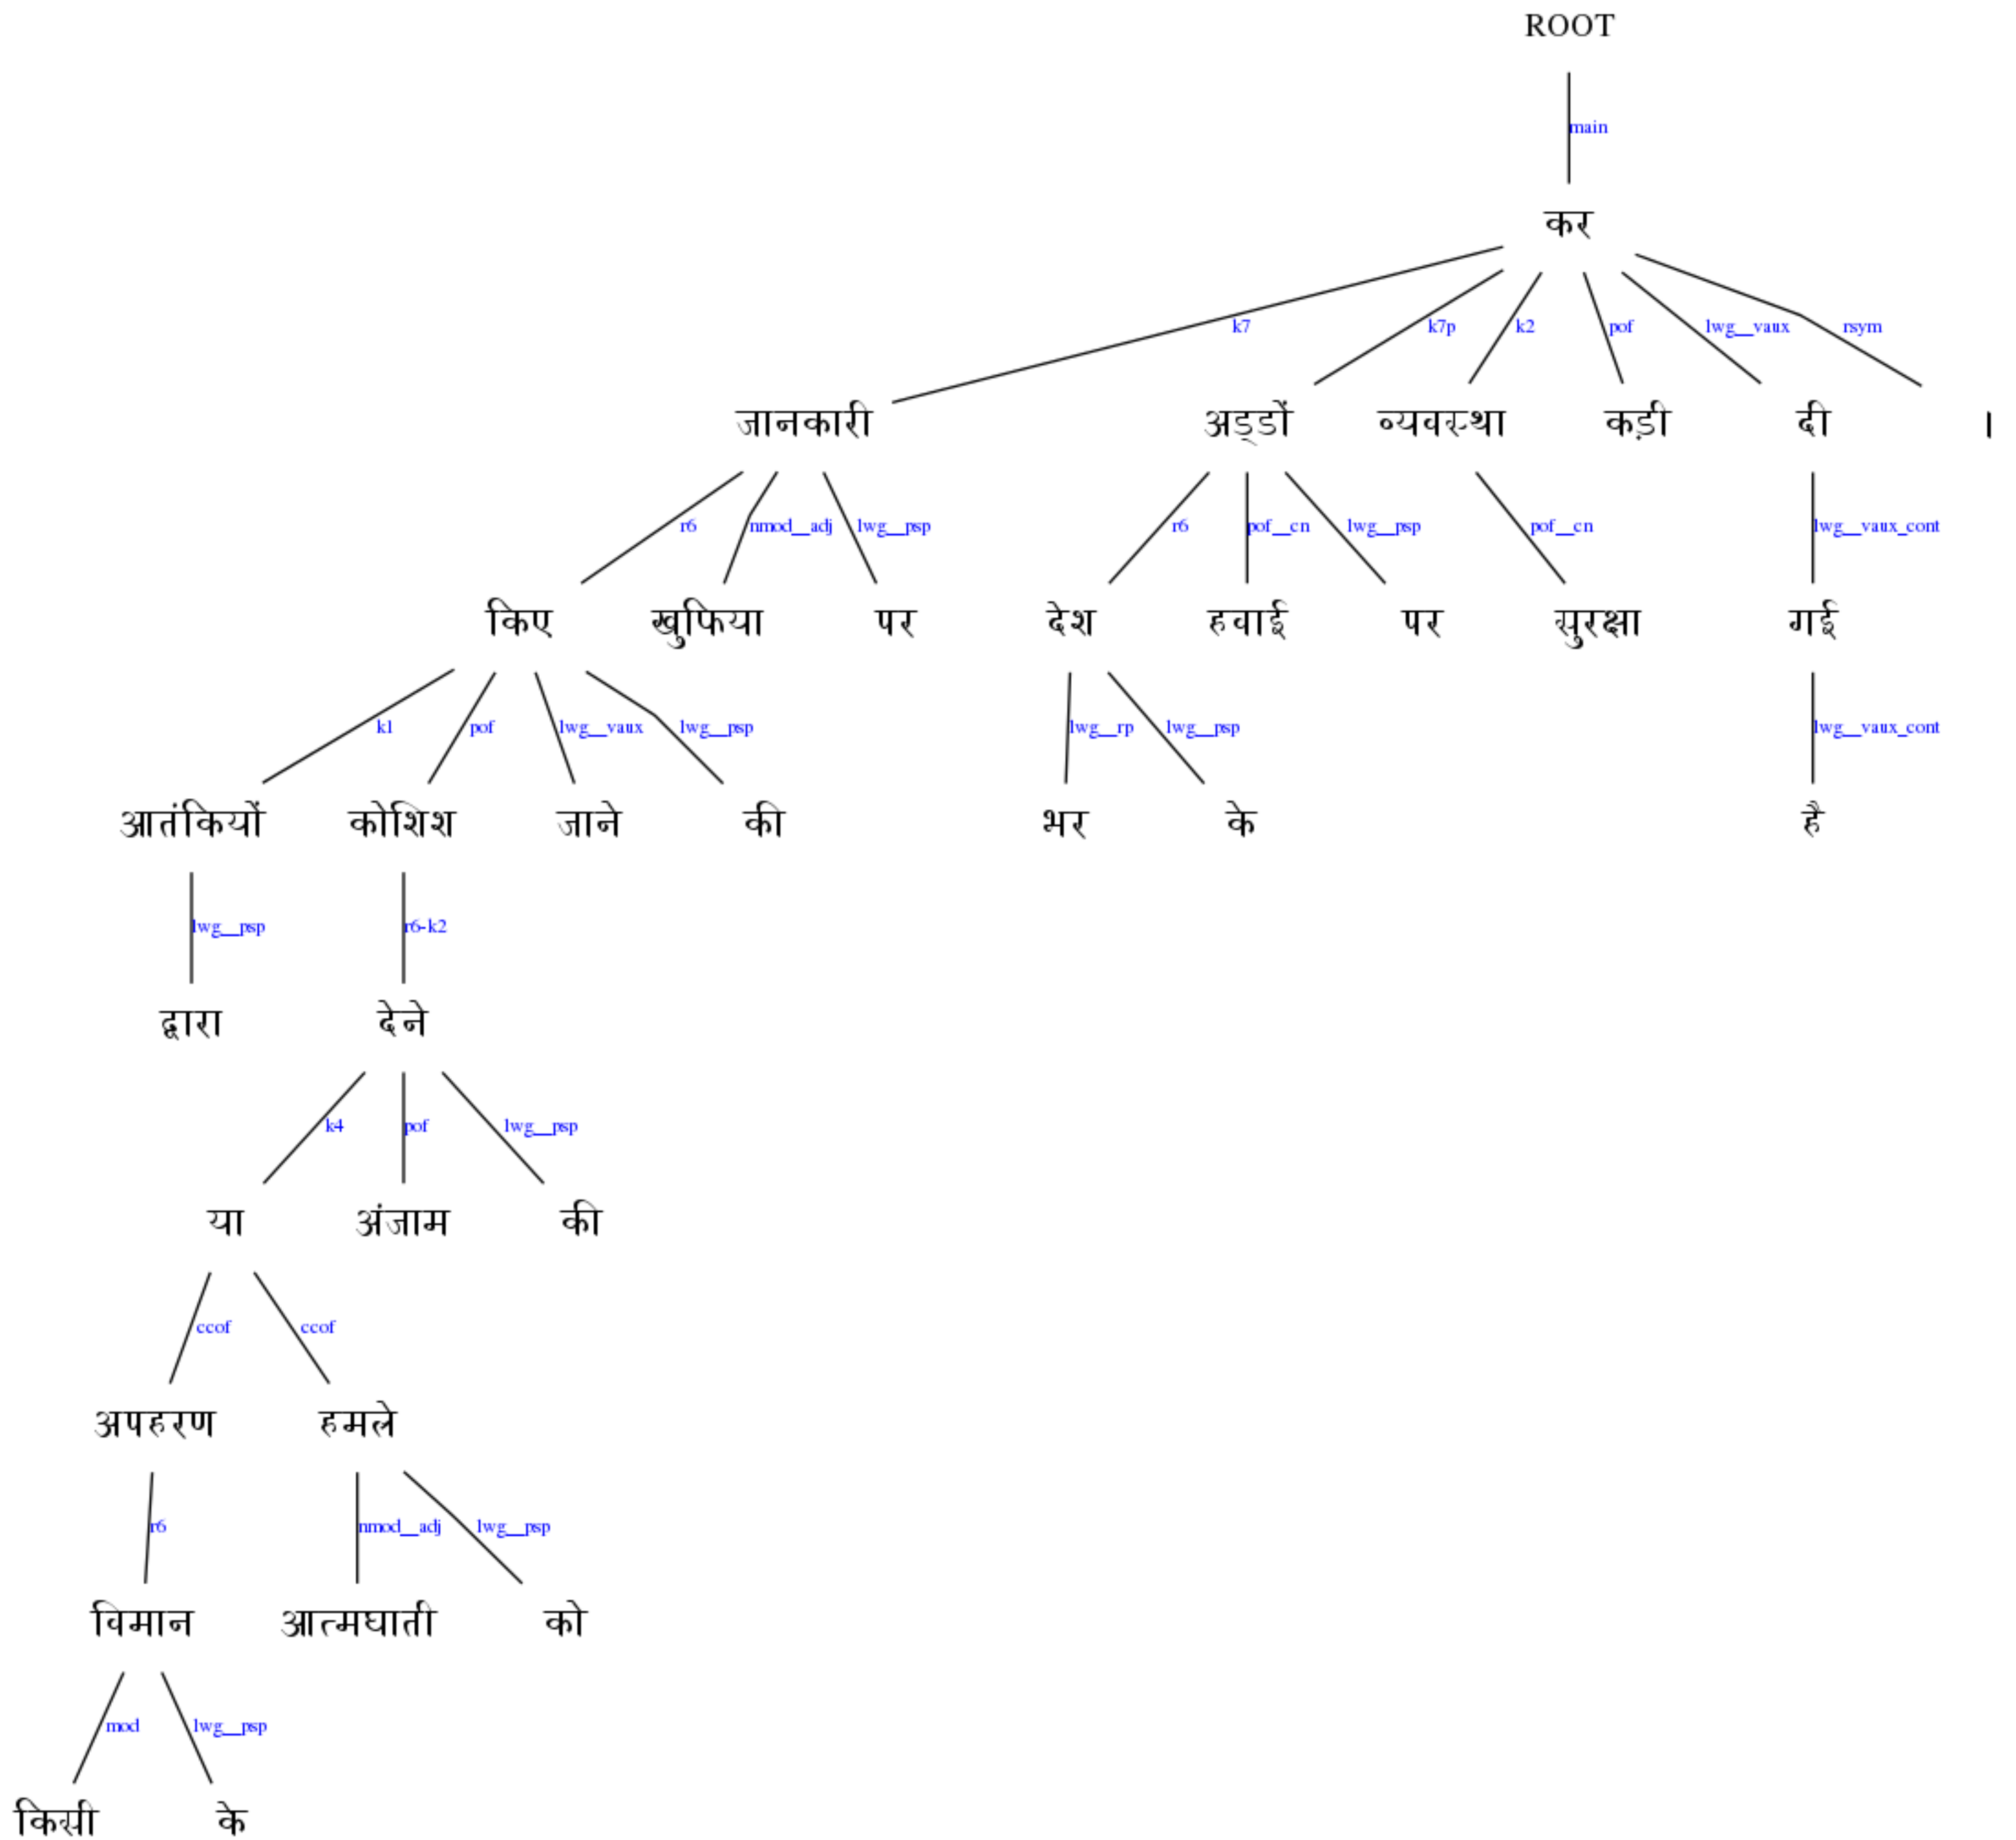 ROOT
main
कर
k7 k7p k2 pof lwg__vaux rsym
जानकारी अड्डों व्यवस्था कड़ी दी ।
r6 nmod__adj lwg__psp r6 pof__cn lwg__psp pof__cn lwg__vaux_cont
किए खुफिया पर देश हवाई पर सुरक्षा गई
k1 pof lwg__vaux lwg__psp lwg__rp lwg__psp lwg__vaux_cont
आतंकियों कोशिश जाने की भर के है
lwg__psp r6-k2
द्वारा देने
k4 pof lwg__psp
या अंजाम की
ccof ccof
अपहरण हमले
r6 nmod__adj lwg__psp
विमान आत्मघाती को
mod lwg__psp
किसी के